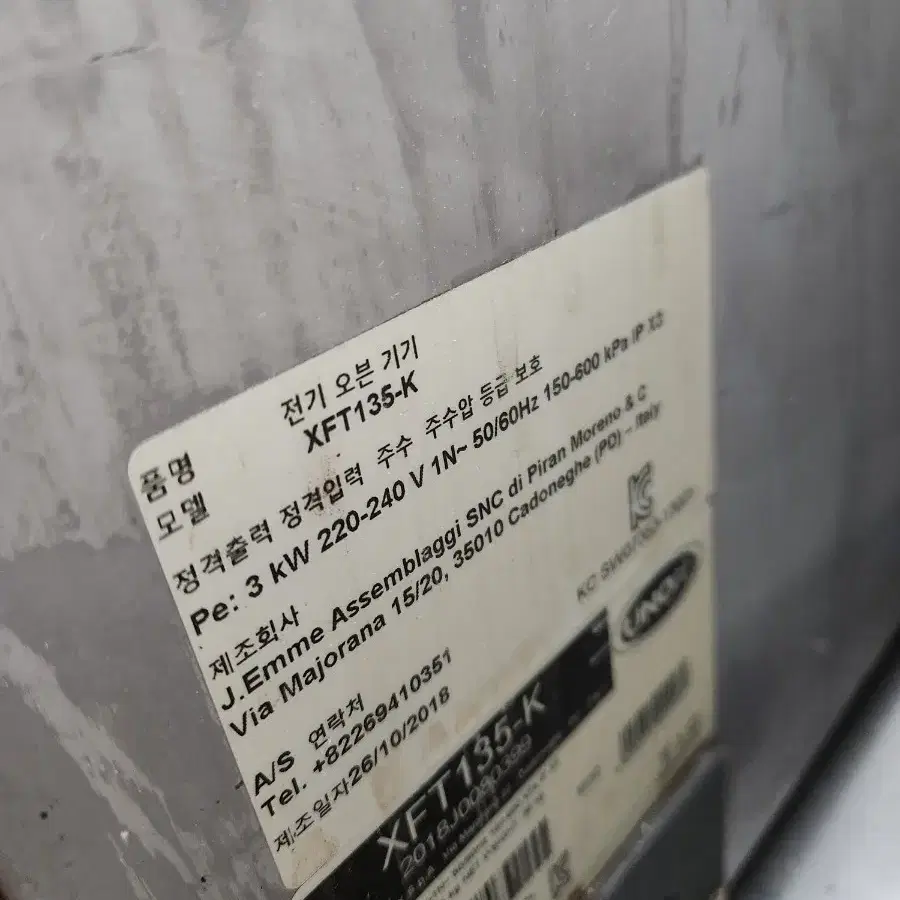 품명 전기 오븐 기기
모델 XFT135-K
정격출력 정격입력 주수 주수압 등급 보호
Pe: 3 kW 220-240 V 1N~ 50/60Hz 150-600 kPa IP X3
제조회사
J.Emme Assemblaggi SNC di Piran Moreno & C
Via Majorana 15/20, 35010 Cadoneghe (PD) – Italy
A/S 연락처
Tel. +82269410351
제조일자26/10/2018
KC
UNOX
XFT135-K